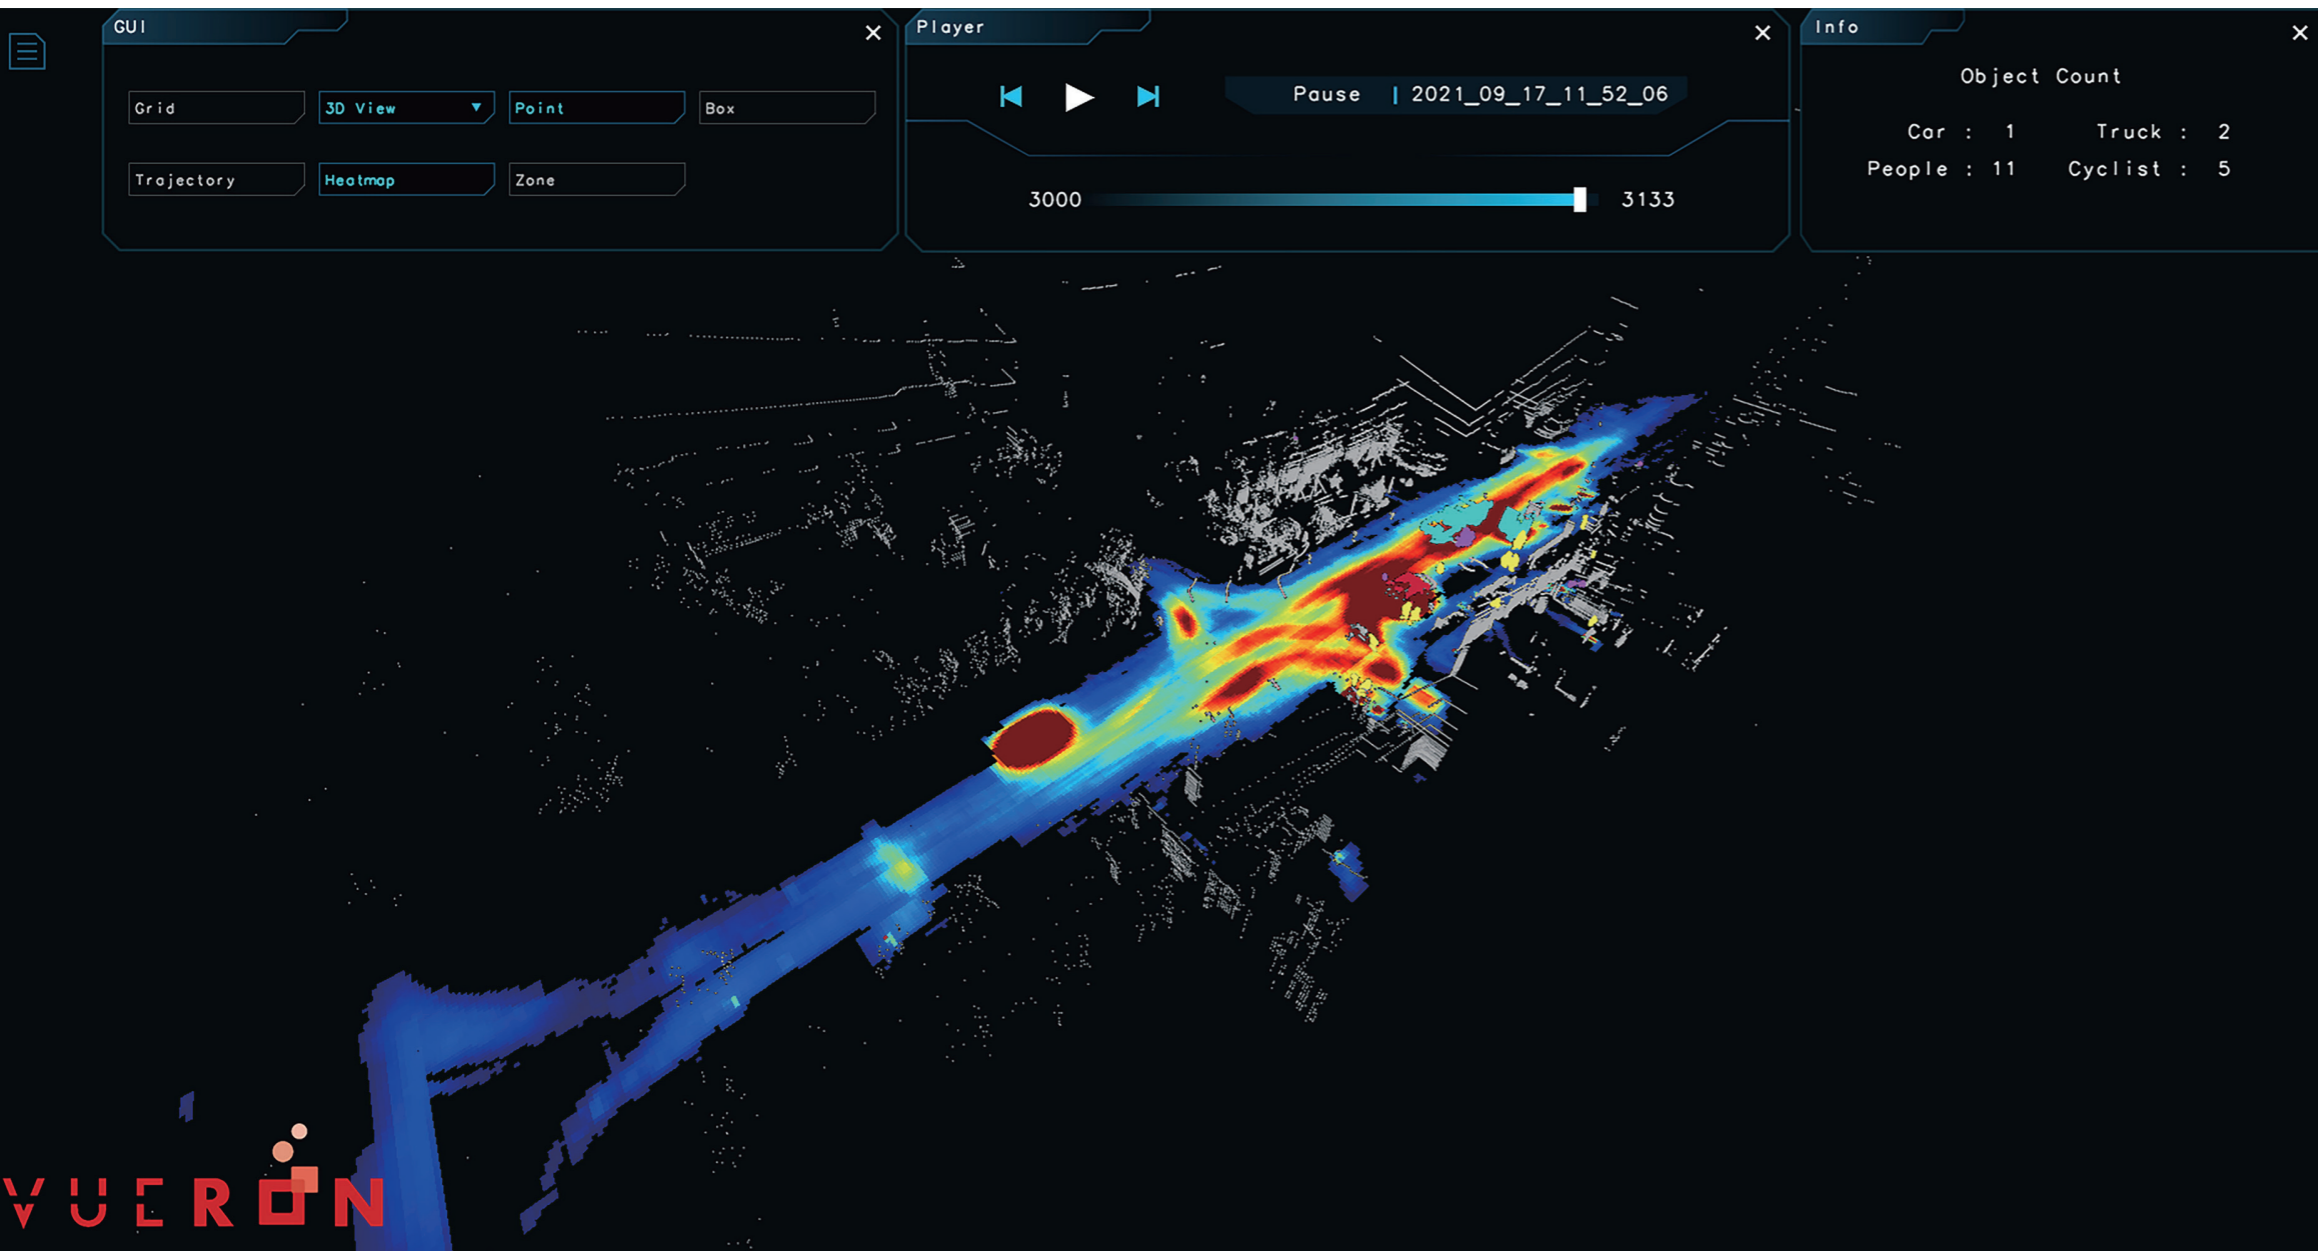 GUI
Grid
3D View
Point
Box
Trajectory
Heatmap
Zone
Player
Pause | 2021_09_17_11_52_06
3000
3133
Info
Object Count
Car : 1 Truck : 2
People : 11 Cyclist : 5
VUERON